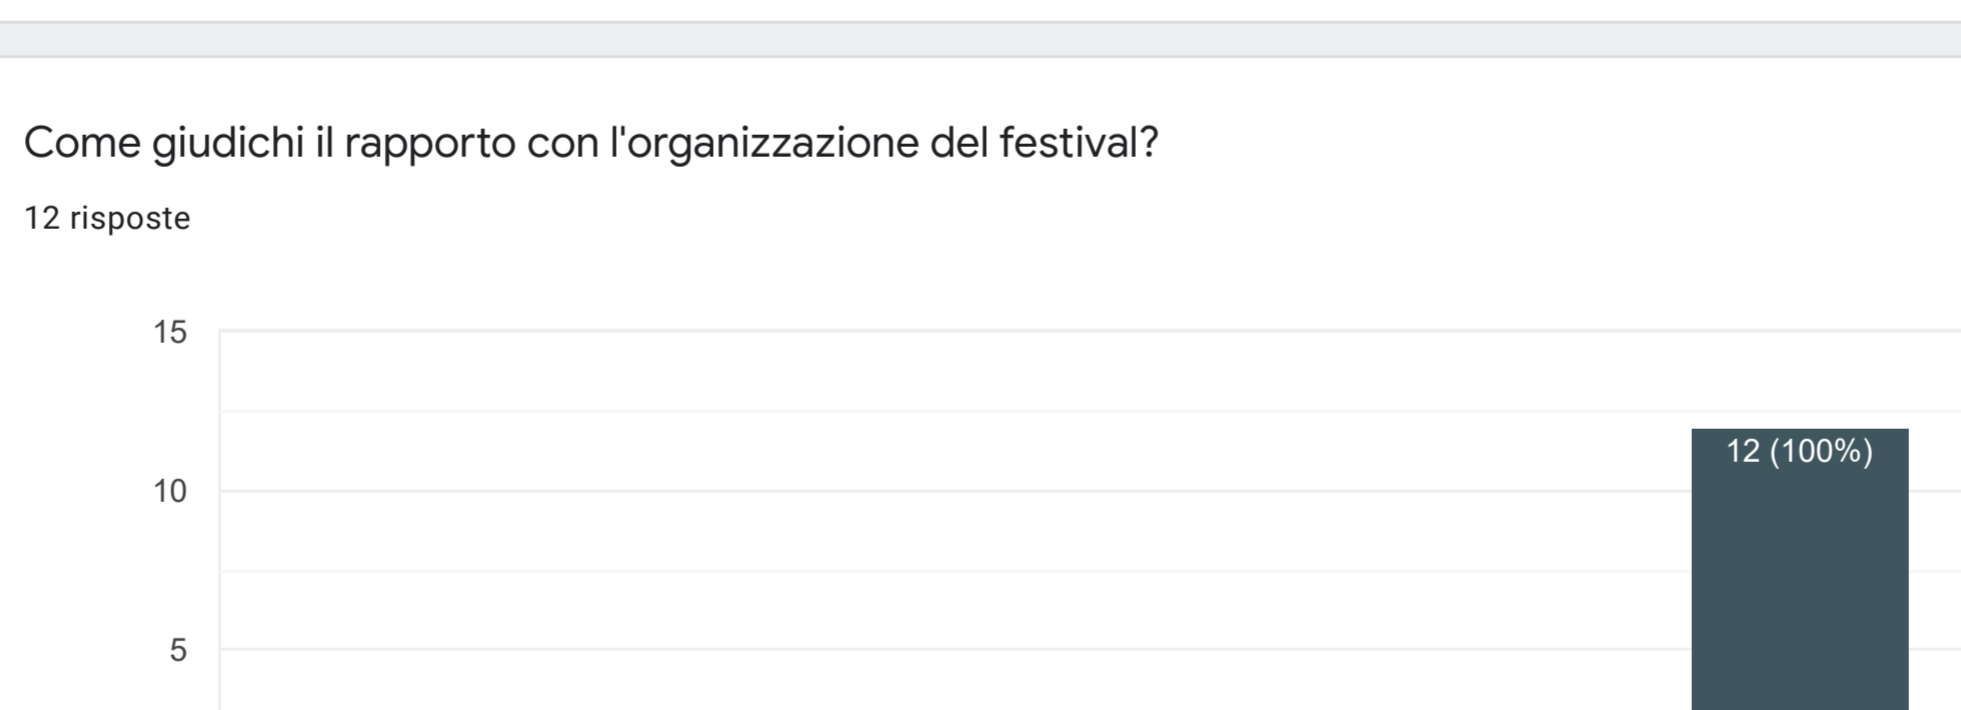 Come giudichi il rapporto con l'organizzazione del festival?
12 risposte
15
12 (100%)
10
5